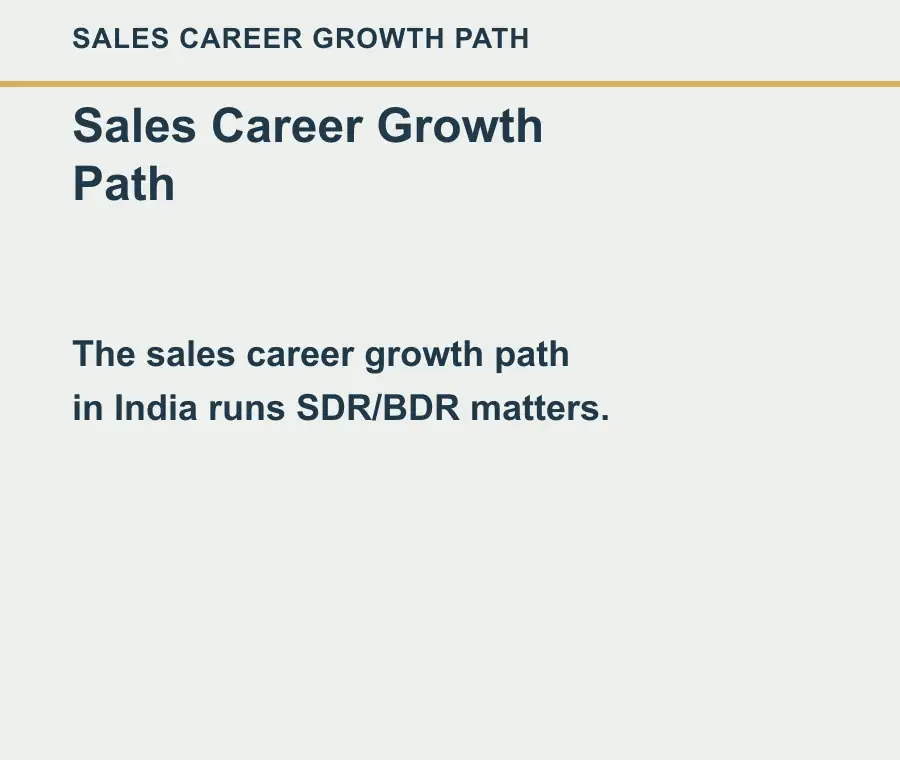 SALES CAREER GROWTH PATH
Sales Career Growth
Path
The sales career growth path
in India runs SDR/BDR matters.